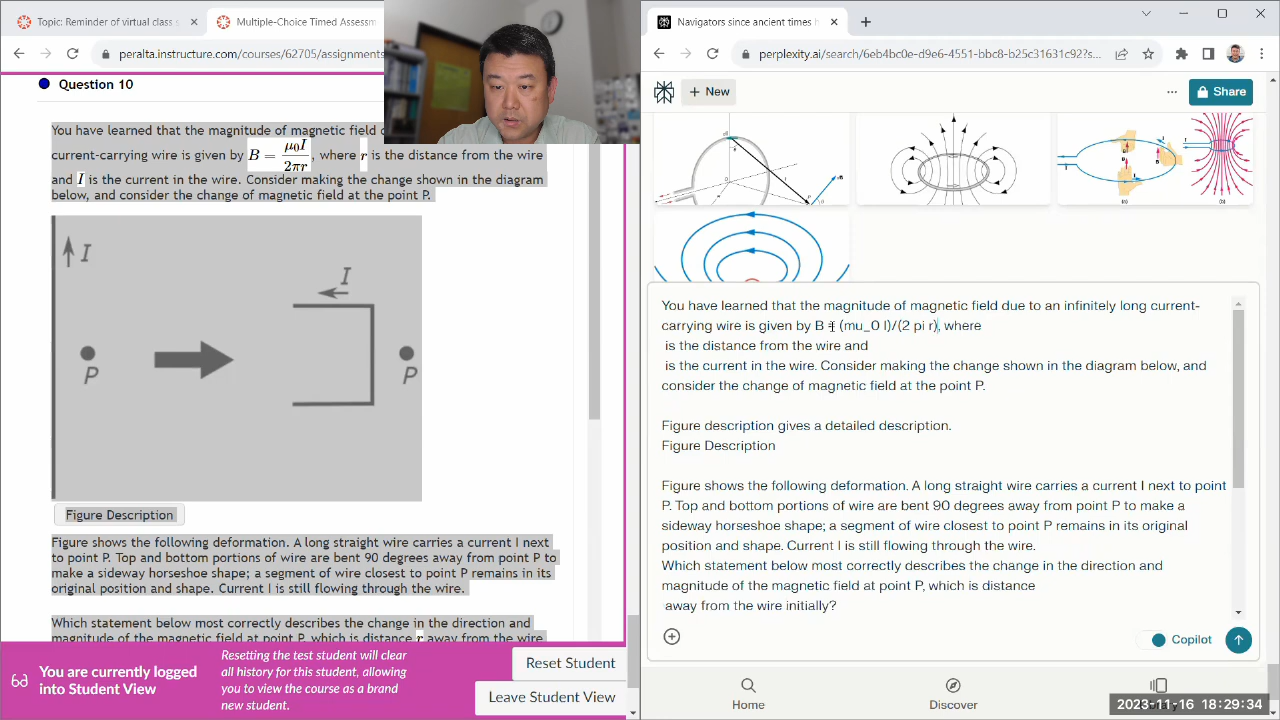 Topic: Reminder of virtual class s
Multiple-Choice Timed Assessm
Navigators since ancient times h
peralta.instructure.com/courses/62705/assignments
perplexity.ai/search/6eb4bc0e-d9e6-4551-bbc8-b25c31631c92?...
New
Share
Question 10
You have learned that the magnitude of magnetic field
current-carrying wire is given by B = μ0I / 2πr, where r is the distance from the wire
and I is the current in the wire. Consider making the change shown in the diagram
below, and consider the change of magnetic field at the point P.
I
I
P
P
Figure Description
Figure shows the following deformation. A long straight wire carries a current I next
to point P. Top and bottom portions of wire are bent 90 degrees away from point P to
make a sideway horseshoe shape; a segment of wire closest to point P remains in its
original position and shape. Current I is still flowing through the wire.
Which statement below most correctly describes the change in the direction and
magnitude of the magnetic field at point P, which is distance r away from the wire
You are currently logged
into Student View
Resetting the test student will clear
all history for this student, allowing
you to view the course as a brand
new student.
Reset Student
Leave Student View
(a)
(b)
You have learned that the magnitude of magnetic field due to an infinitely long current-
carrying wire is given by B = (mu_0 I)/(2 pi r), where
is the distance from the wire and
is the current in the wire. Consider making the change shown in the diagram below, and
consider the change of magnetic field at the point P.
Figure description gives a detailed description.
Figure Description
Figure shows the following deformation. A long straight wire carries a current I next to point
P. Top and bottom portions of wire are bent 90 degrees away from point P to make a
sideway horseshoe shape; a segment of wire closest to point P remains in its original
position and shape. Current I is still flowing through the wire.
Which statement below most correctly describes the change in the direction and
magnitude of the magnetic field at point P, which is distance
away from the wire initially?
Copilot
Home
Discover
2023-11-16 18:29:34